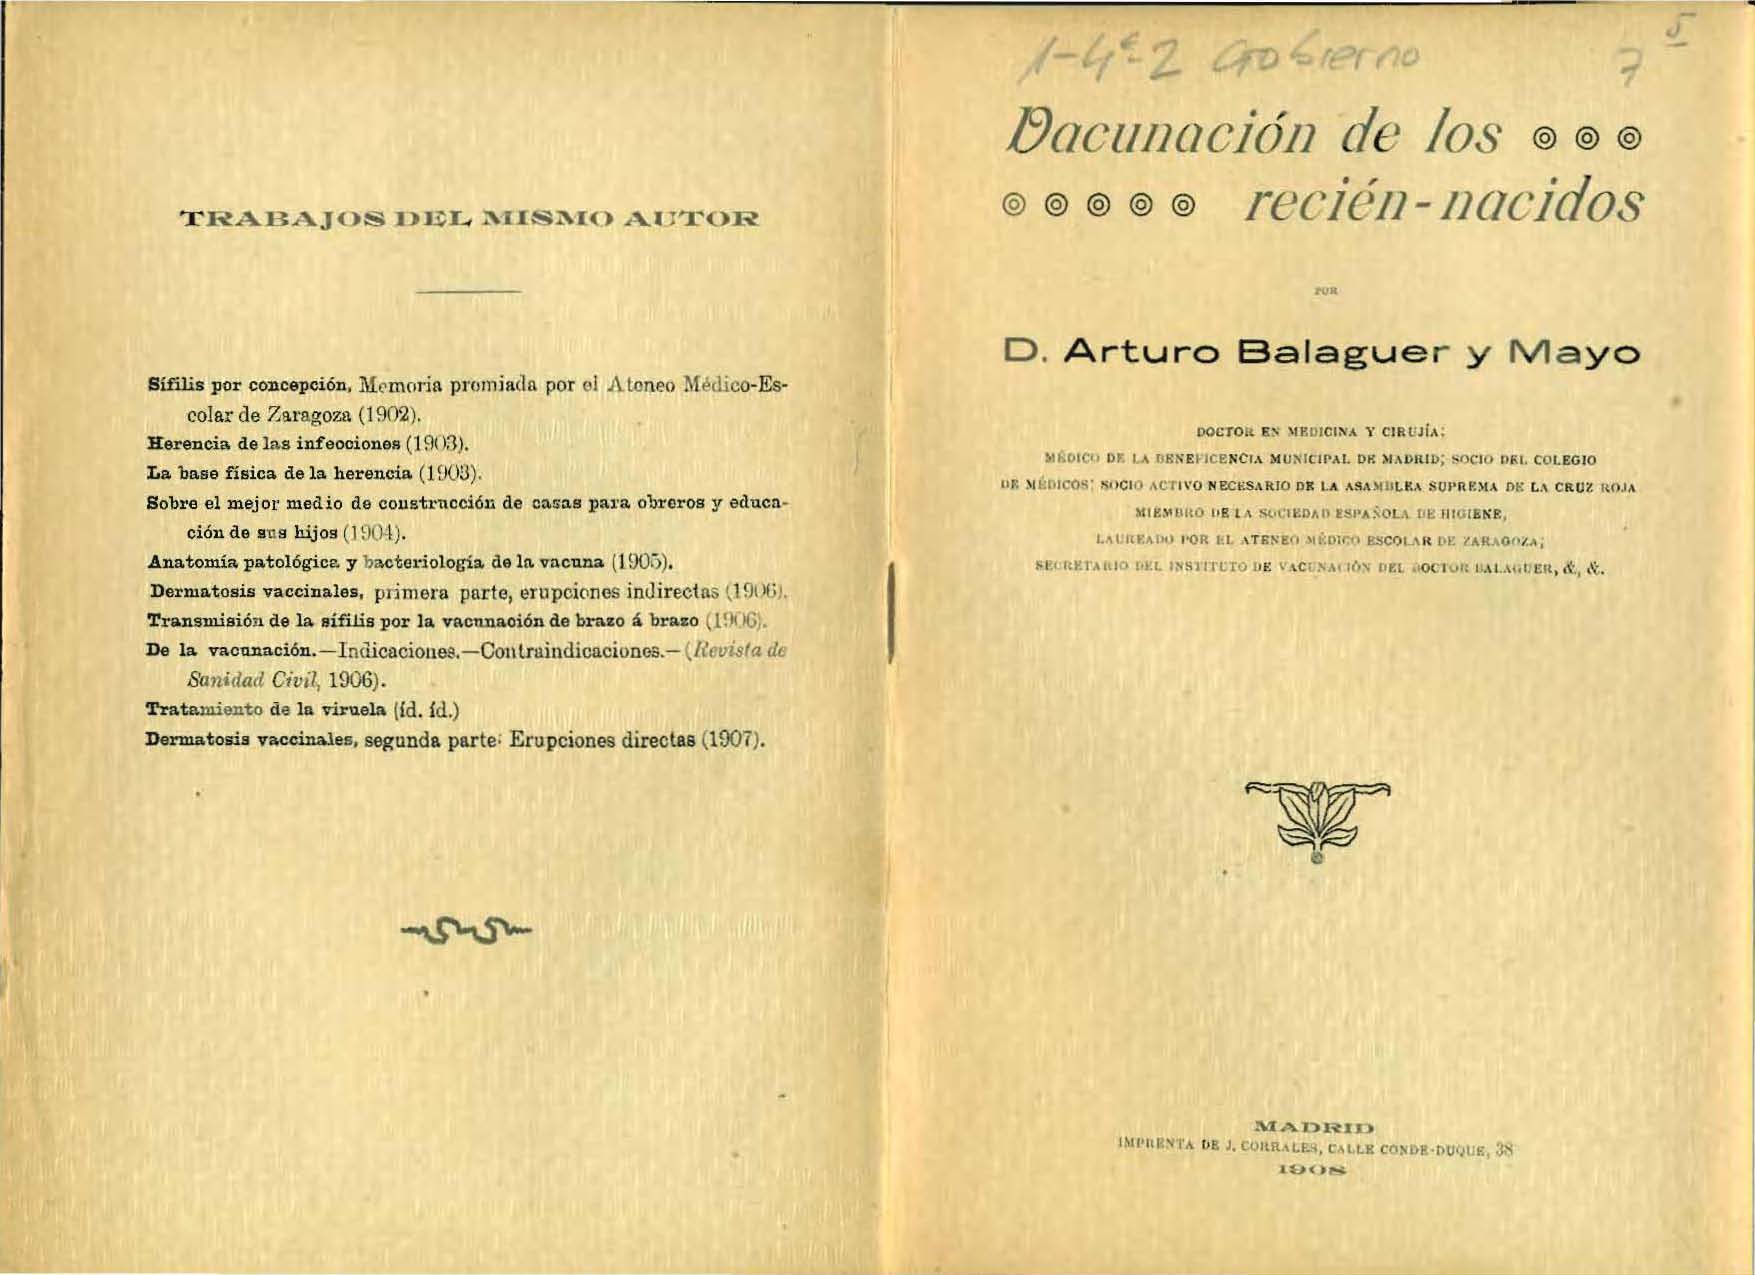 TRABAJOS DEL MISMO AUTOR
Sífilis por concepción, Memoria premiada por el Ateneo Médico-Es-
colar de Zaragoza (1902).
Herencia de las infecciones (1903).
La base física de la herencia (1903).
Sobre el mejor medio de construcción de casas para obreros y educa-
ción de sus hijos (1904).
Anatomía patológica y bacteriología de la vacuna (1905).
Dermatosis vaccinales, primera parte, erupciones indirectas (1906).
Transmisión de la sífilis por la vacunación de brazo á brazo (1906).
De la vacunación.—Indicaciones.—Contraindicaciones.—(Revista de
Sanidad Civil, 1906).
Tratamiento de la viruela (íd. íd.)
Dermatosis vaccinales, segunda parte: Erupciones directas (1907).
1-4ª-2 Gobierno 7 5
Vacunación de los
recién-nacidos
POR
D. Arturo Balaguer y Mayo
DOCTOR EN MEDICINA Y CIRUJÍA;
MÉDICO DE LA BENEFICENCIA MUNICIPAL DE MADRID; SOCIO DEL COLEGIO
DE MÉDICOS; SOCIO ACTIVO NECESARIO DE LA ASAMBLEA SUPREMA DE LA CRUZ ROJA
MIEMBRO DE LA SOCIEDAD ESPAÑOLA DE HIGIENE,
LAUREADO POR EL ATENEO MÉDICO ESCOLAR DE ZARAGOZA;
SECRETARIO DEL INSTITUTO DE VACUNACIÓN DEL DOCTOR BALAGUER, &, &.
MADRID
IMPRENTA DE J. CORRALES, CALLE CONDE-DUQUE, 38
1908